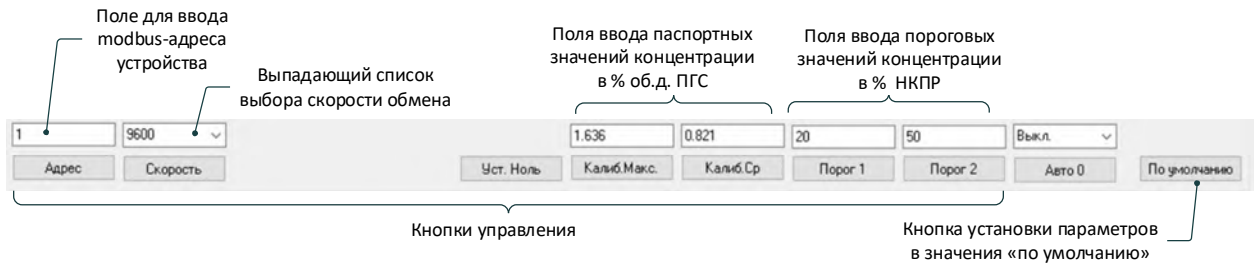 Поле для ввода
modbus-адреса
устройства
Выпадающий список
выбора скорости обмена
Поля ввода паспортных
значений концентрации
в % об.д. ПГС
Поля ввода пороговых
значений концентрации
в % НКПР
1 9600 1.636 0.821 20 50 Выкл.
Адрес Скорость Уст. Ноль Калиб.Макс. Калиб.Ср Порог 1 Порог 2 Авто 0 По умолчанию
Кнопки управления
Кнопка установки параметров
в значения «по умолчанию»